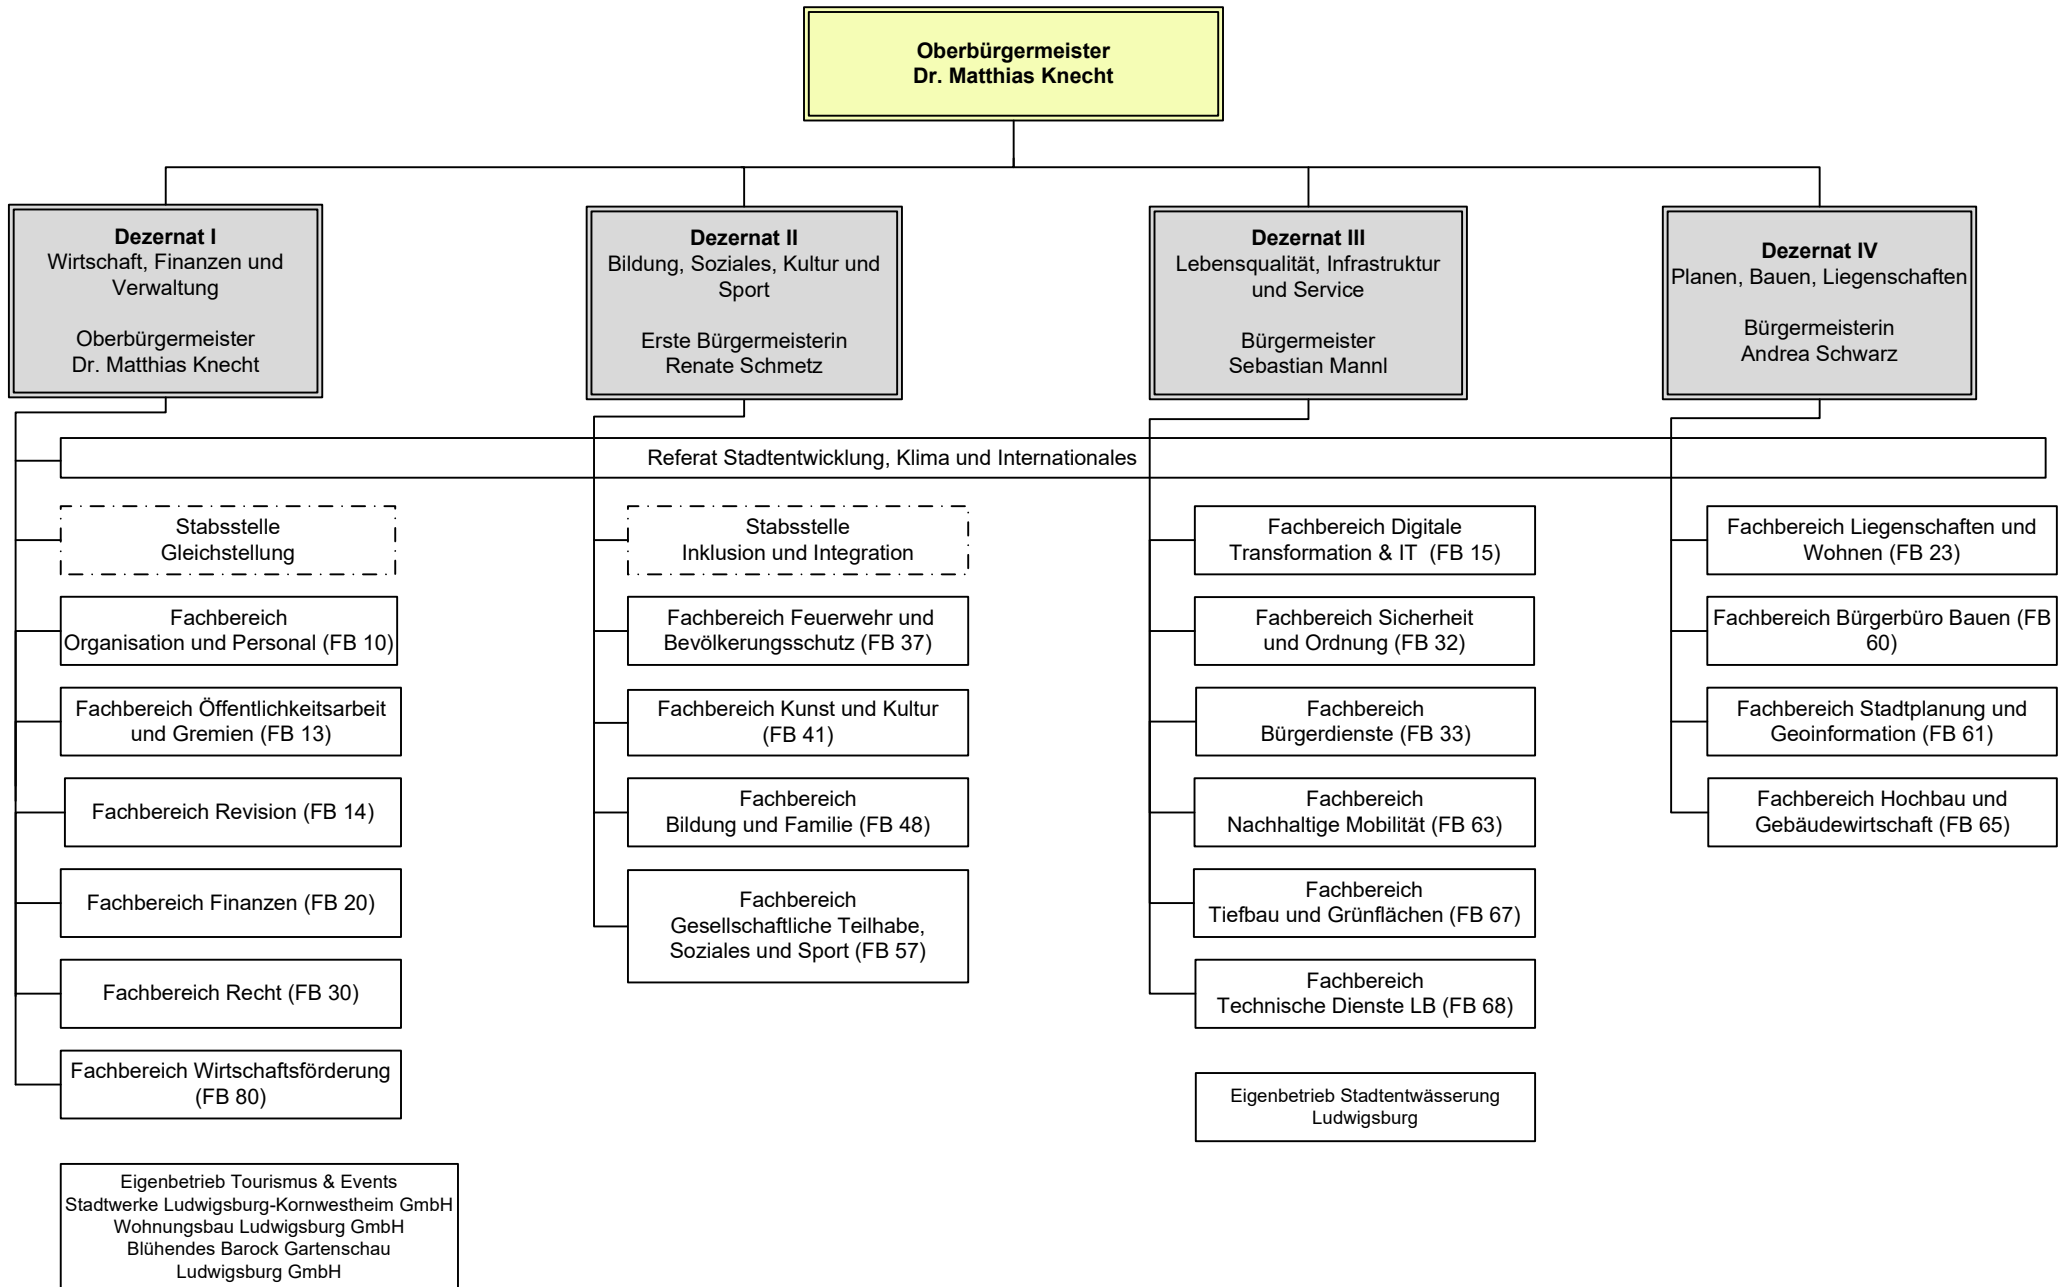 Oberbürgermeister
Dr. Matthias Knecht
Dezernat I
Wirtschaft, Finanzen und
Verwaltung
Oberbürgermeister
Dr. Matthias Knecht
Dezernat II
Bildung, Soziales, Kultur und
Sport
Erste Bürgermeisterin
Renate Schmetz
Dezernat III
Lebensqualität, Infrastruktur
und Service
Bürgermeister
Sebastian Mannl
Dezernat IV
Planen, Bauen, Liegenschaften
Bürgermeisterin
Andrea Schwarz
Referat Stadtentwicklung, Klima und Internationales
Stabsstelle
Gleichstellung
Fachbereich
Organisation und Personal (FB 10)
Fachbereich Öffentlichkeitsarbeit
und Gremien (FB 13)
Fachbereich Revision (FB 14)
Fachbereich Finanzen (FB 20)
Fachbereich Recht (FB 30)
Fachbereich Wirtschaftsförderung
(FB 80)
Eigenbetrieb Tourismus & Events
Stadtwerke Ludwigsburg-Kornwestheim GmbH
Wohnungsbau Ludwigsburg GmbH
Blühendes Barock Gartenschau
Ludwigsburg GmbH
Stabsstelle
Inklusion und Integration
Fachbereich Feuerwehr und
Bevölkerungsschutz (FB 37)
Fachbereich Kunst und Kultur
(FB 41)
Fachbereich
Bildung und Familie (FB 48)
Fachbereich
Gesellschaftliche Teilhabe,
Soziales und Sport (FB 57)
Fachbereich Digitale
Transformation & IT (FB 15)
Fachbereich Sicherheit
und Ordnung (FB 32)
Fachbereich
Bürgerdienste (FB 33)
Fachbereich
Nachhaltige Mobilität (FB 63)
Fachbereich
Tiefbau und Grünflächen (FB 67)
Fachbereich
Technische Dienste LB (FB 68)
Eigenbetrieb Stadtentwässerung
Ludwigsburg
Fachbereich Liegenschaften und
Wohnen (FB 23)
Fachbereich Bürgerbüro Bauen (FB
60)
Fachbereich Stadtplanung und
Geoinformation (FB 61)
Fachbereich Hochbau und
Gebäudewirtschaft (FB 65)